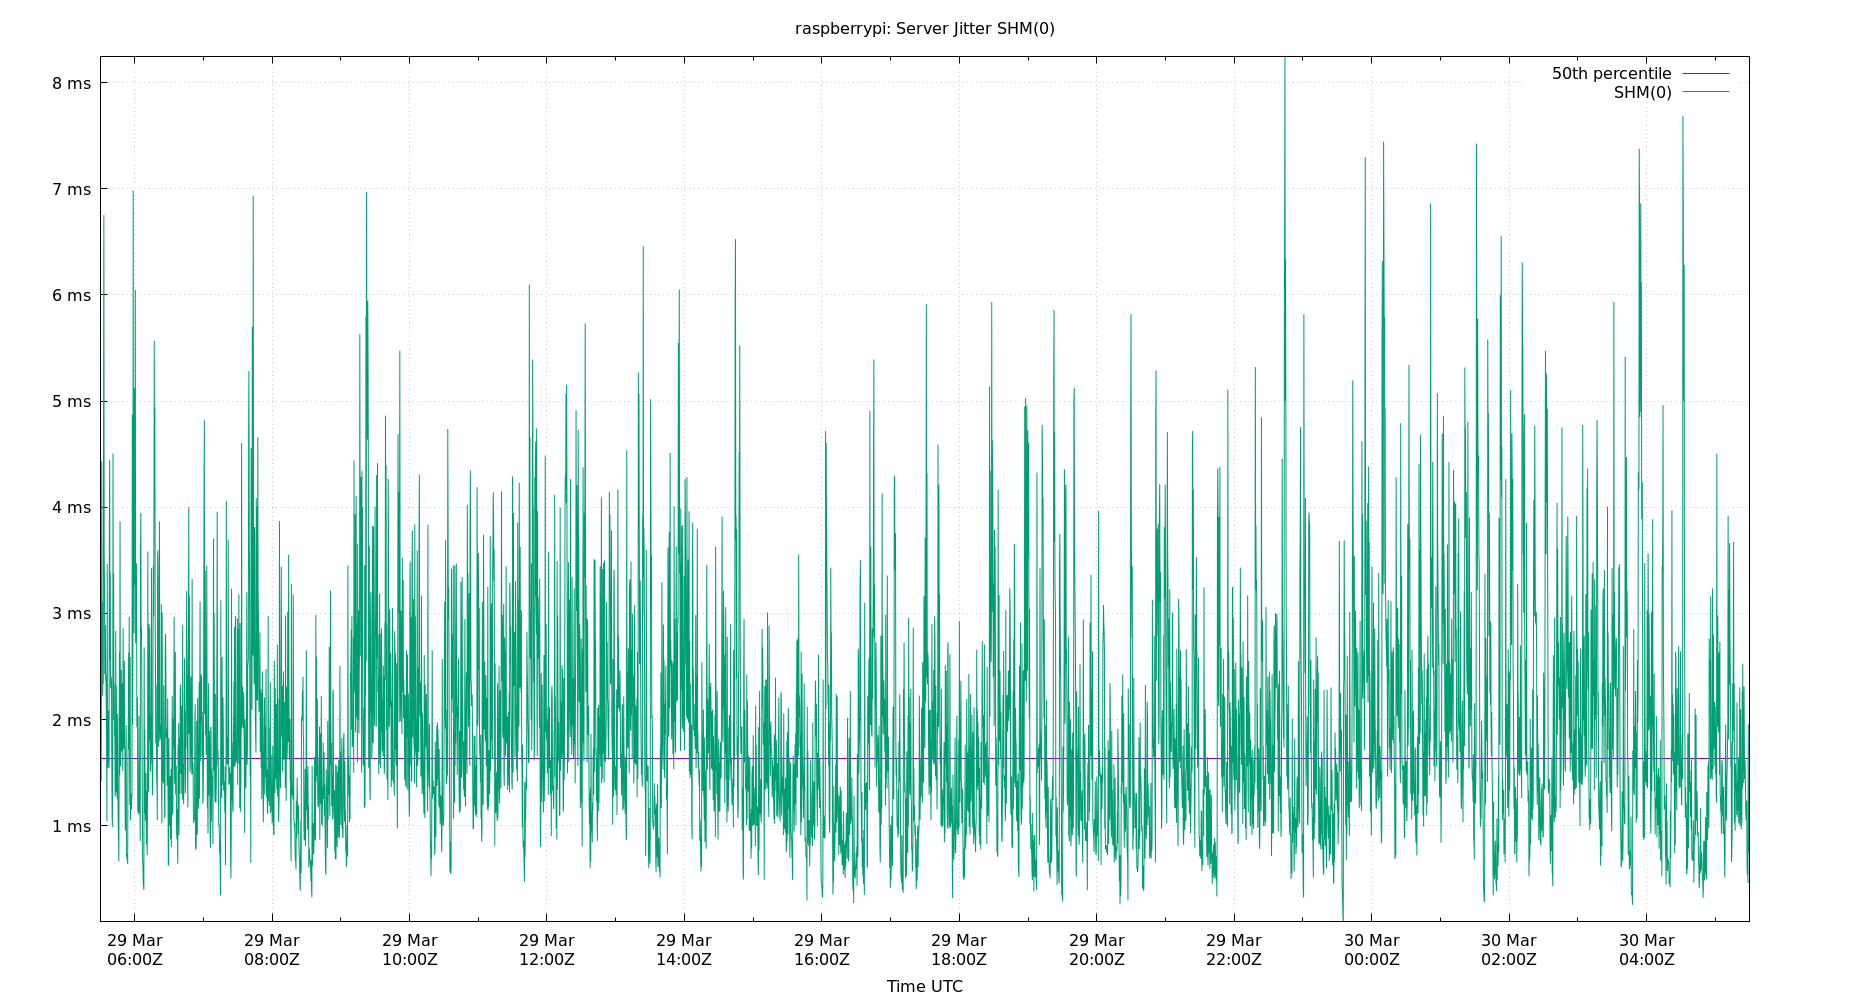 raspberrypi: Server Jitter SHM(0)
50th percentile
SHM(0)
8 ms
7 ms
6 ms
5 ms
4 ms
3 ms
2 ms
1 ms
29 Mar 29 Mar 29 Mar 29 Mar 29 Mar 29 Mar 29 Mar 29 Mar 29 Mar 30 Mar 30 Mar 30 Mar
06:00Z 08:00Z 10:00Z 12:00Z 14:00Z 16:00Z 18:00Z 20:00Z 22:00Z 00:00Z 02:00Z 04:00Z
Time UTC